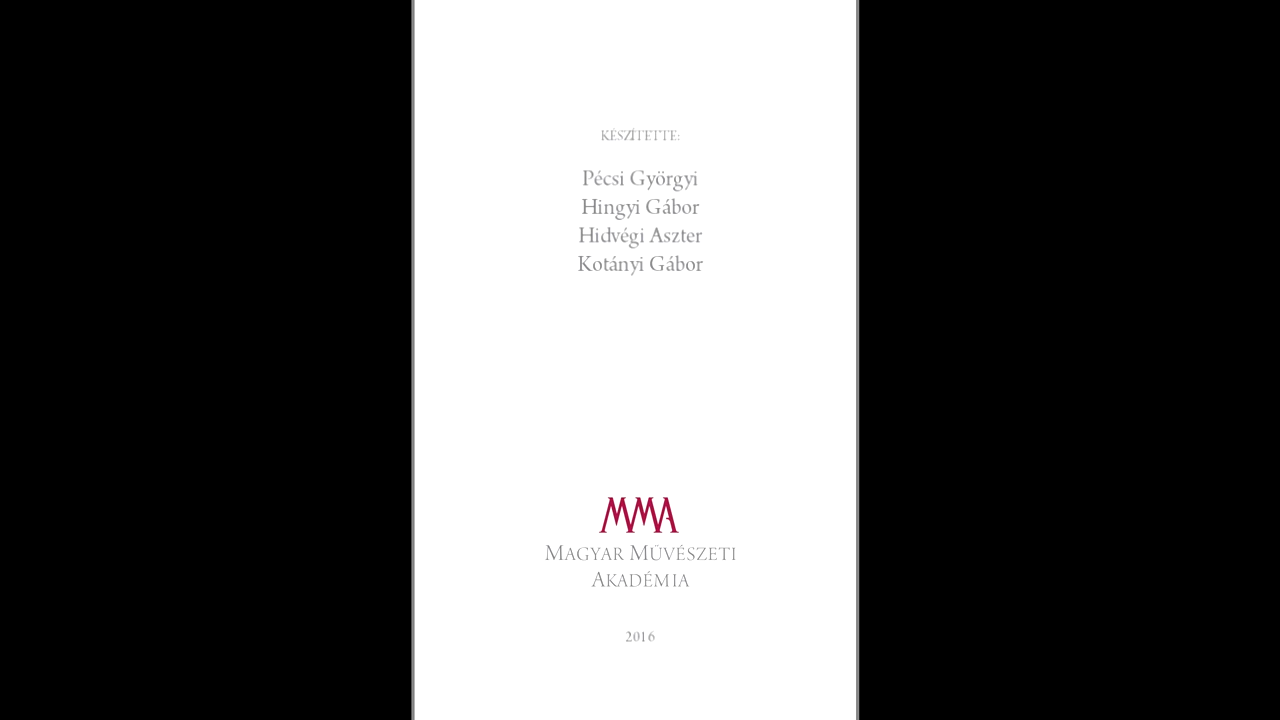 KÉSZÍTETTE:
Pécsi Györgyi
Hingyi Gábor
Hidvégi Aszter
Kotányi Gábor
MMA
MAGYAR MŰVÉSZETI
AKADÉMIA
2016